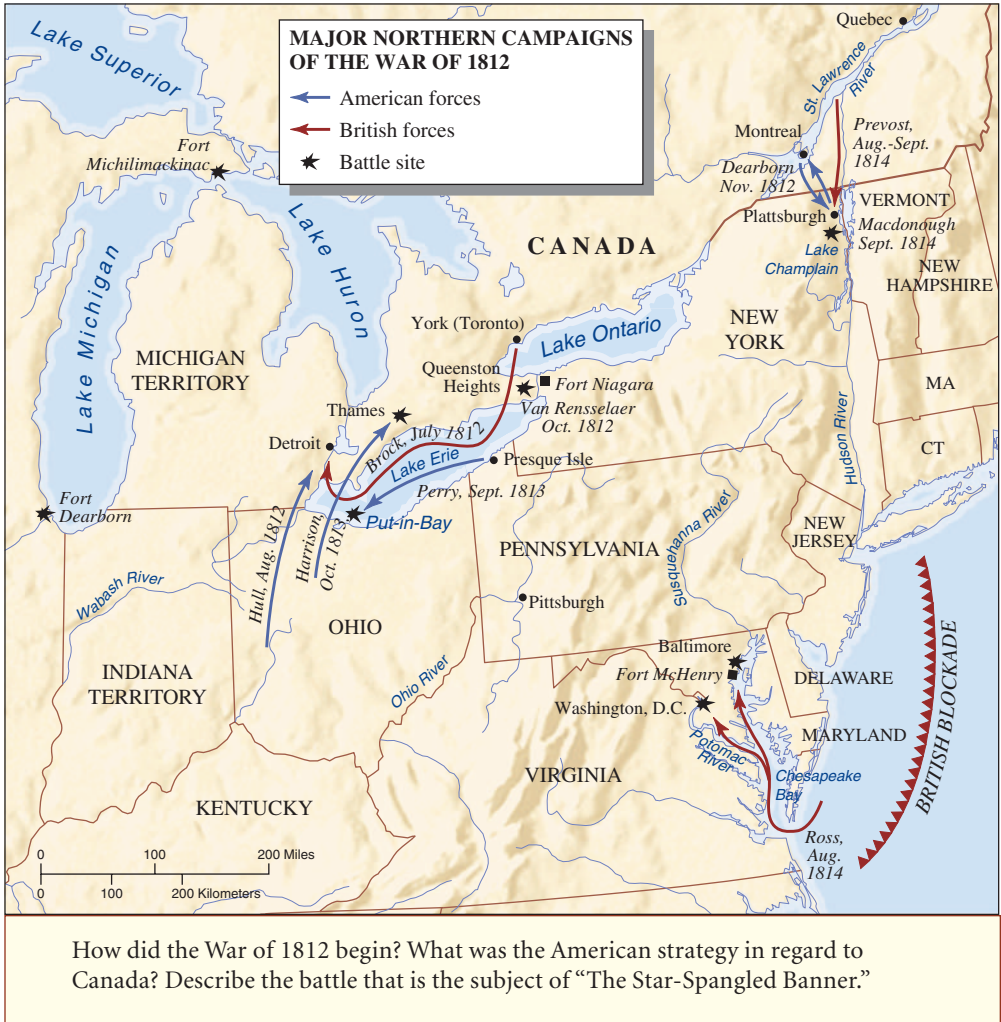 MAJOR NORTHERN CAMPAIGNS
OF THE WAR OF 1812
American forces
British forces
Battle site
Lake Superior
Quebec
St. Lawrence
River
Fort
Michilimackinac
Montreal
Prevost,
Aug.-Sept.
1814
Dearborn
Nov. 1812
VERMONT
Plattsburgh
Macdonough
Sept. 1814
Lake
Champlain
NEW
HAMPSHIRE
Lake Huron
Lake Michigan
CANADA
York (Toronto)
Lake Ontario
NEW
YORK
MICHIGAN
TERRITORY
Queenston
Heights
Fort Niagara
Van Rensselaer
Oct. 1812
MA
Thames
Detroit
Brock, July 1812
Lake Erie
Presque Isle
Perry, Sept. 1813
Hudson River
CT
Fort
Dearborn
Put-in-Bay
Hull, Aug. 1812
Harrison,
Oct. 1813
PENNSYLVANIA
Susquehanna River
NEW
JERSEY
Wabash River
Pittsburgh
OHIO
INDIANA
TERRITORY
Ohio River
Baltimore
Fort McHenry
DELAWARE
Washington, D.C.
MARYLAND
Potomac
River
VIRGINIA
Chesapeake
Bay
BRITISH BLOCKADE
KENTUCKY
Ross,
Aug.
1814
0 100 200 Miles
0 100 200 Kilometers
How did the War of 1812 begin? What was the American strategy in regard to
Canada? Describe the battle that is the subject of “The Star-Spangled Banner.”